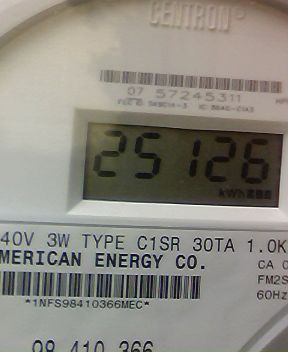 CENTRON®
07 57245311
25126
kWh
40V 3W TYPE C1SR 30TA 1.0K
MERICAN ENERGY CO.
CA 0
FM2S
60Hz
*1NFS98410366MEC*
98 410 366